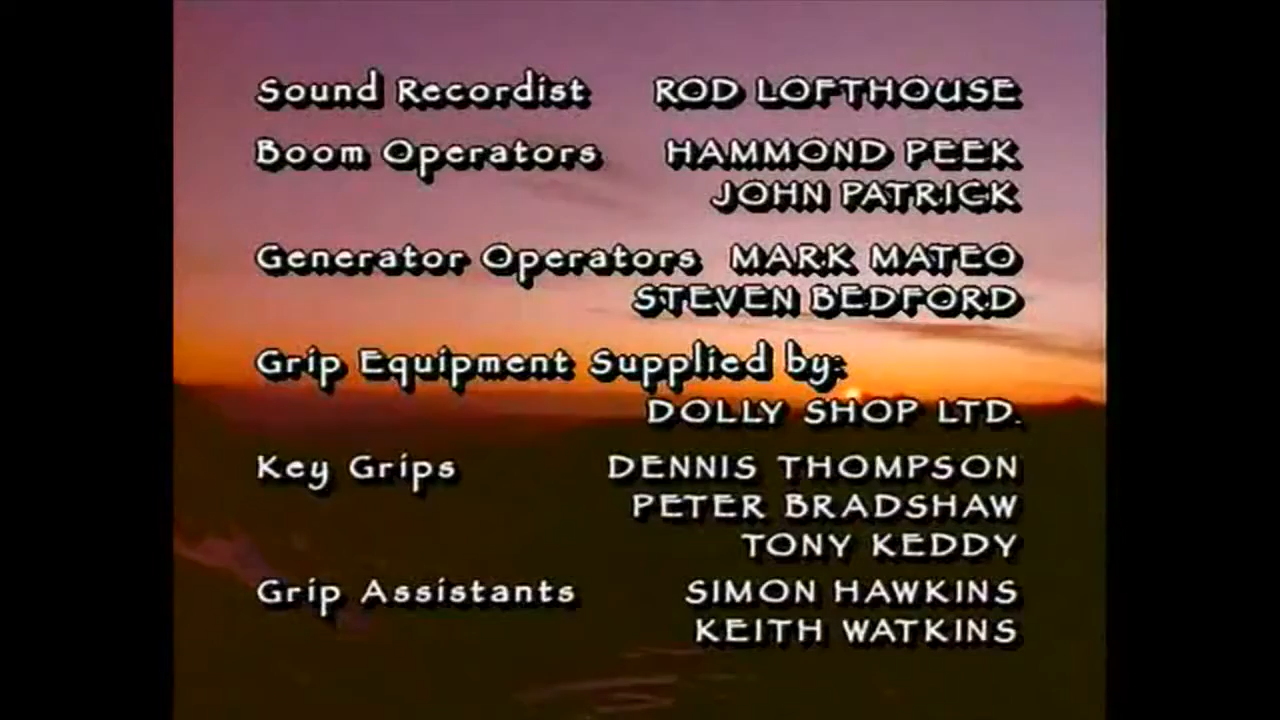 Sound Recordist ROD LOFTHOUSE
Boom Operators HAMMOND PEEK
JOHN PATRICK
Generator Operators MARK MATEO
STEVEN BEDFORD
Grip Equipment Supplied by:
DOLLY SHOP LTD.
Key Grips DENNIS THOMPSON
PETER BRADSHAW
TONY KEDDY
Grip Assistants SIMON HAWKINS
KEITH WATKINS